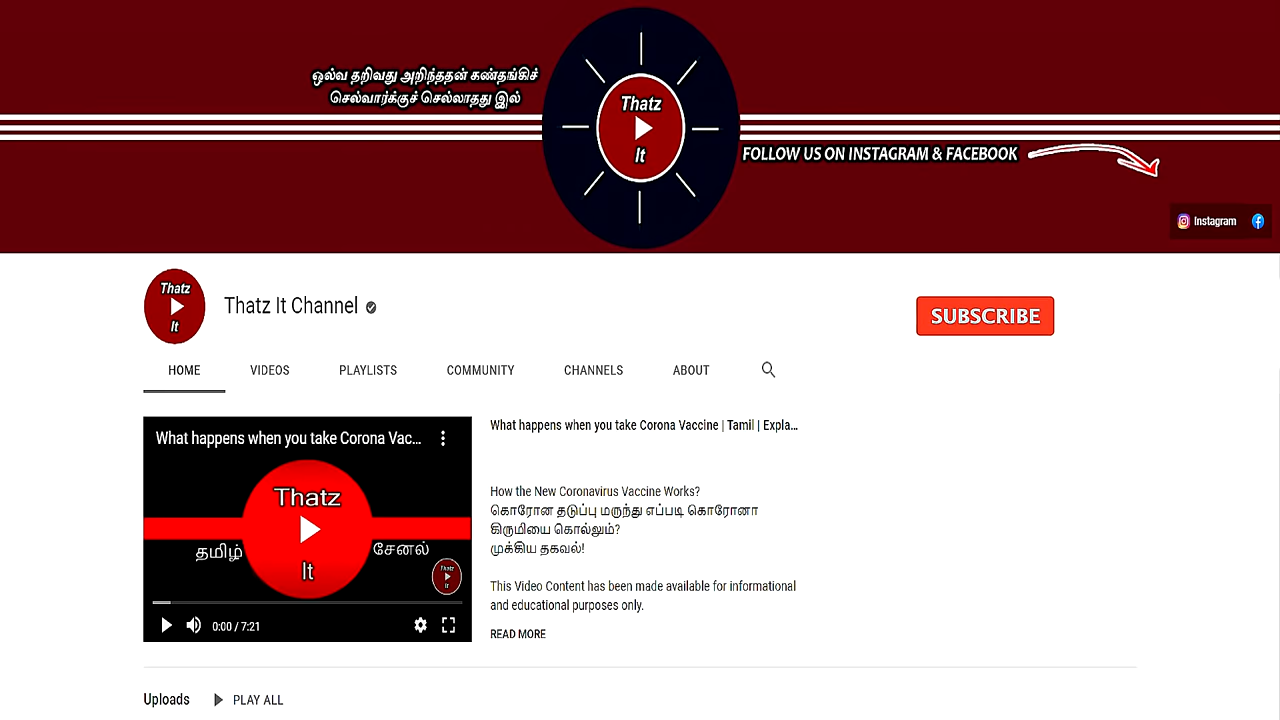 ஒல்வ தறிவது அறிந்ததன் கண்தங்கிச்
செல்வார்க்குச் செல்லாதது இல்
Thatz
It
FOLLOW US ON INSTAGRAM & FACEBOOK
Instagram
Thatz
It
Thatz It Channel
SUBSCRIBE
HOME VIDEOS PLAYLISTS COMMUNITY CHANNELS ABOUT
What happens when you take Corona Vac...
Thatz
தமிழ் சேனல்
It
Thatz
It
0:00 / 7:21
What happens when you take Corona Vaccine | Tamil | Expla...
How the New Coronavirus Vaccine Works?
கொரோன தடுப்பு மருந்து எப்படி கொரோனா
கிருமியை கொல்லும்?
முக்கிய தகவல்!
This Video Content has been made available for informational
and educational purposes only.
READ MORE
Uploads PLAY ALL